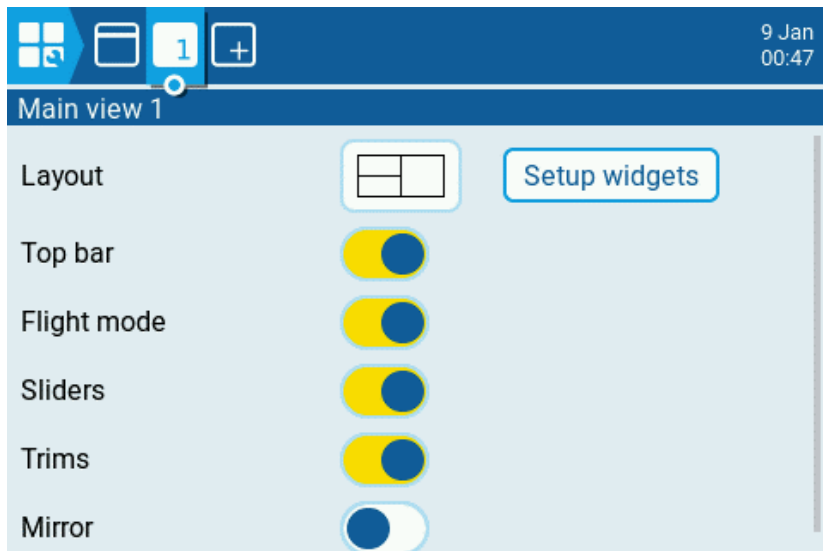 1
9 Jan
00:47
Main view 1
Layout
Setup widgets
Top bar
Flight mode
Sliders
Trims
Mirror